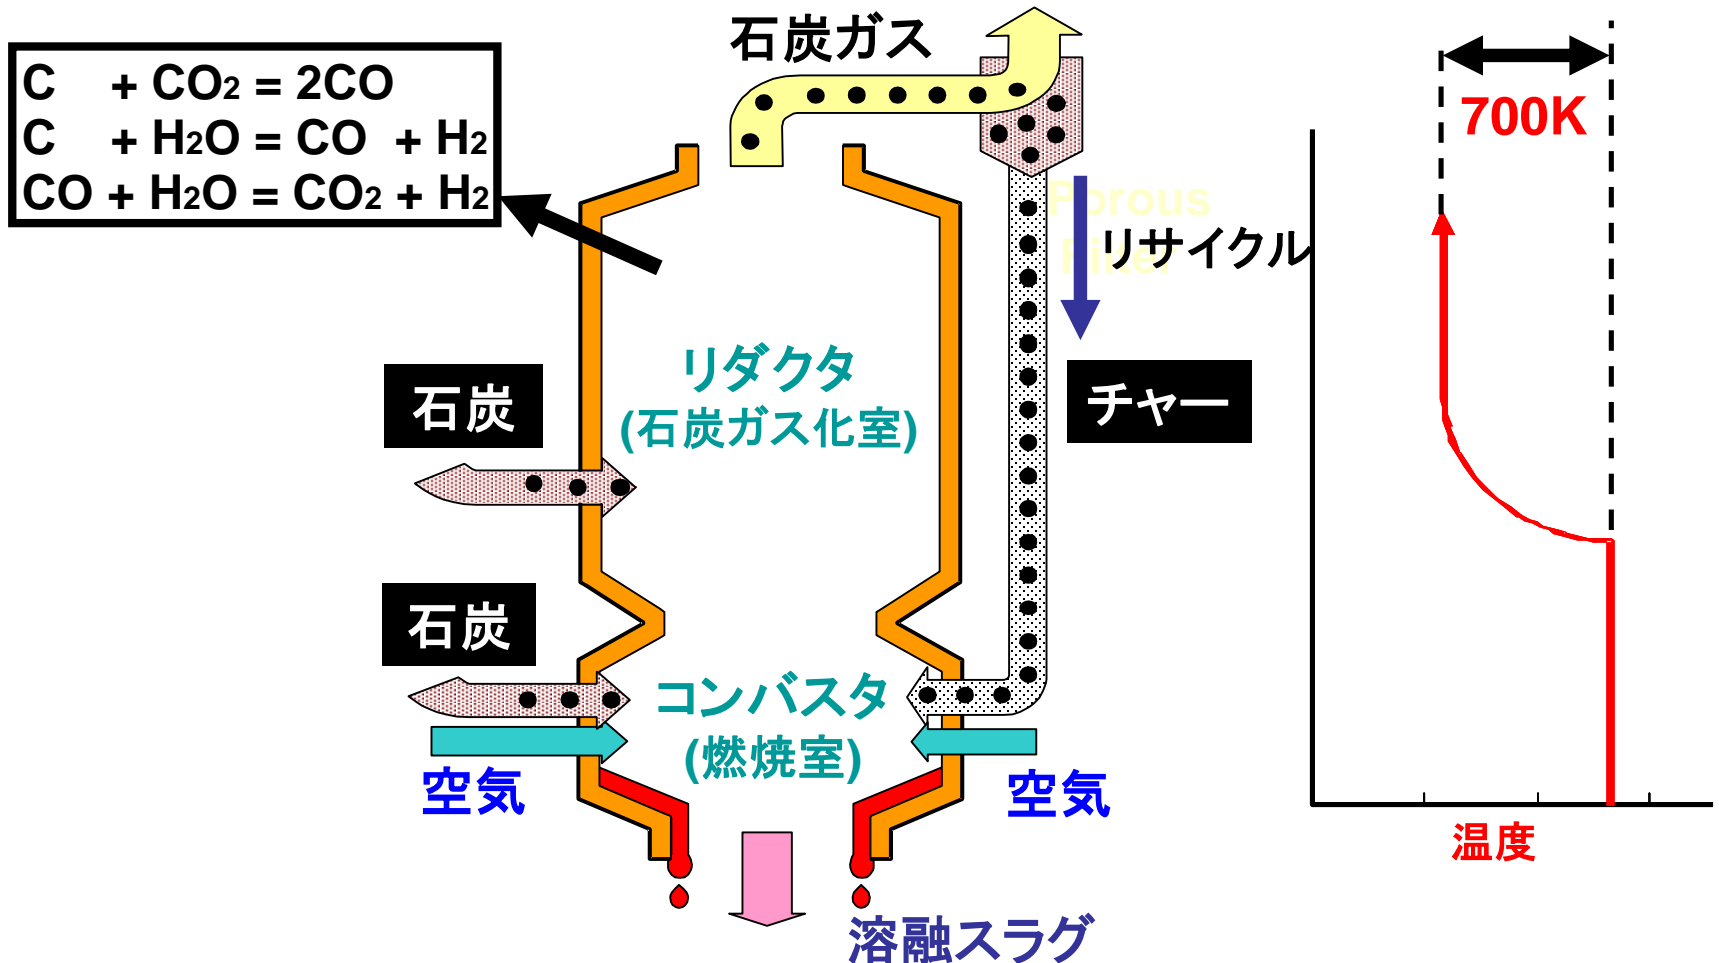 石炭ガス
C + CO2 = 2CO
C + H2O = CO + H2
CO + H2O = CO2 + H2
700K
Porous
Filter
リサイクル
リダクタ
(石炭ガス化室)
石炭
チャー
石炭
コンバスタ
(燃焼室)
空気
空気
温度
溶融スラグ